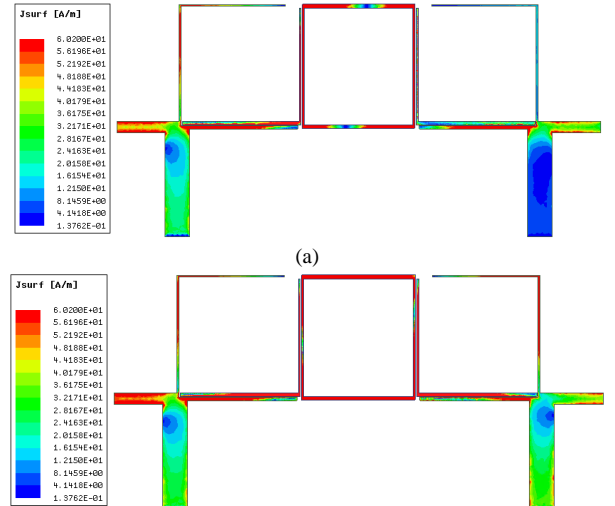 Jsurf [A/m]
6.0200E+01
5.6196E+01
5.2192E+01
4.8188E+01
4.4183E+01
4.0179E+01
3.6175E+01
3.2171E+01
2.8167E+01
2.4163E+01
2.0158E+01
1.6154E+01
1.2150E+01
8.1459E+00
4.1418E+00
1.3762E-01
(a)
Jsurf [A/m]
6.0200E+01
5.6196E+01
5.2192E+01
4.8188E+01
4.4183E+01
4.0179E+01
3.6175E+01
3.2171E+01
2.8167E+01
2.4163E+01
2.0158E+01
1.6154E+01
1.2150E+01
8.1459E+00
4.1418E+00
1.3762E-01